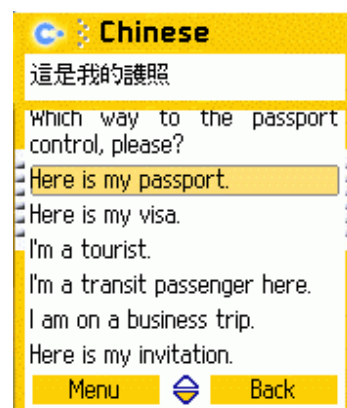 Chinese
這是我的護照
Which way to the passport
control, please?
Here is my passport.
Here is my visa.
I'm a tourist.
I'm a transit passenger here.
I am on a business trip.
Here is my invitation.
Menu Back